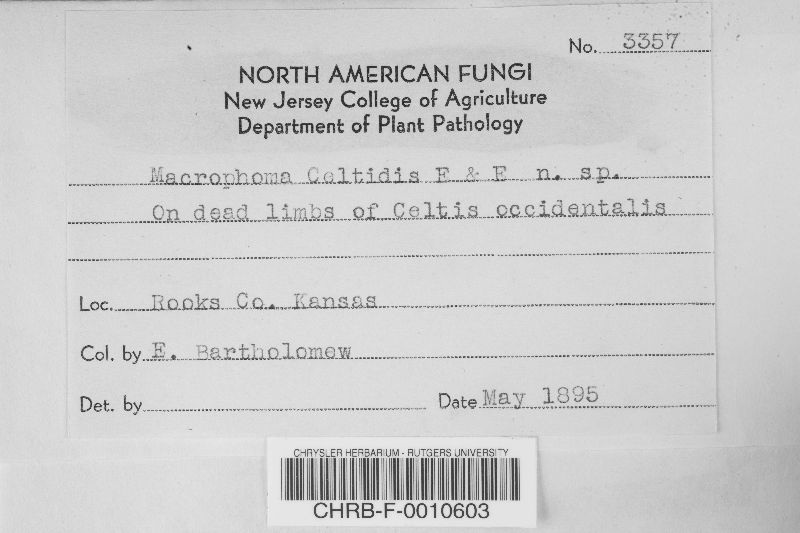 No. 3357
NORTH AMERICAN FUNGI
New Jersey College of Agriculture
Department of Plant Pathology
Macrophoma Celtidis E & E n. sp.
On dead limbs of Celtis occidentalis
Loc. Rooks Co. Kansas
Col. by E. Bartholomew
Det. by
Date May 1895
CHRYSLER HERBARIUM - RUTGERS UNIVERSITY
CHRB-F-0010603